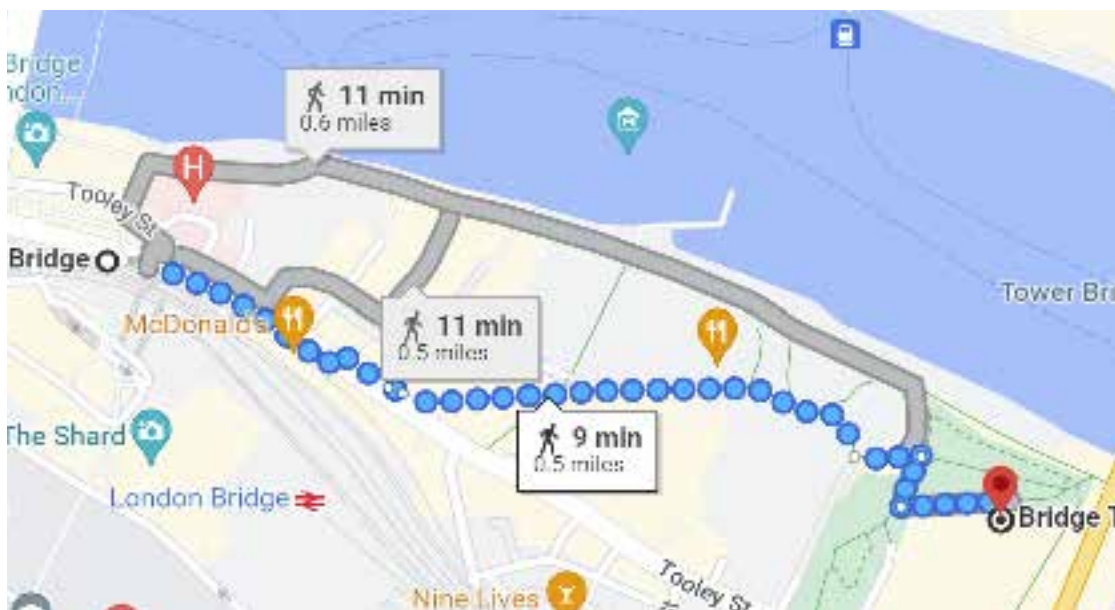 Bridge
ndon...
11 min
0.6 miles
H
Tooley St
Bridge
McDonald's
11 min
0.5 miles
Tower Bra
The Shard
9 min
0.5 miles
London Bridge
Bridge T
Tooley St
Nine Lives